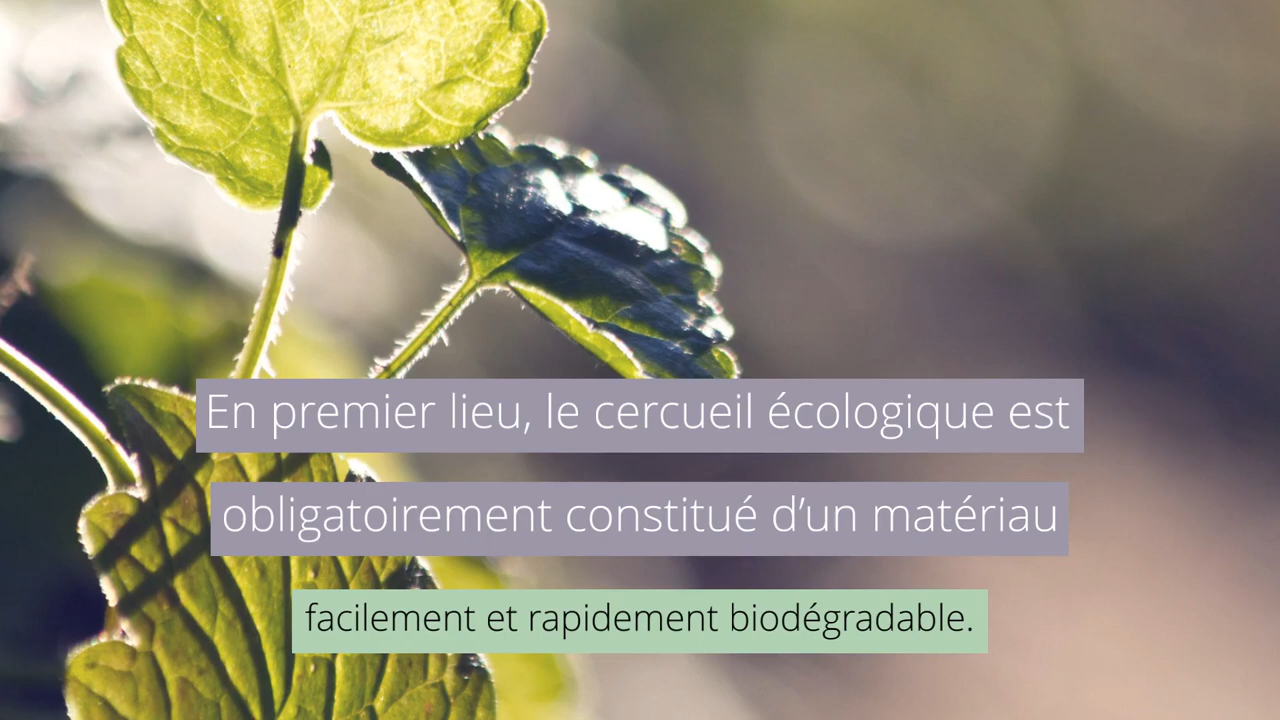 En premier lieu, le cercueil écologique est
obligatoirement constitué d’un matériau
facilement et rapidement biodégradable.